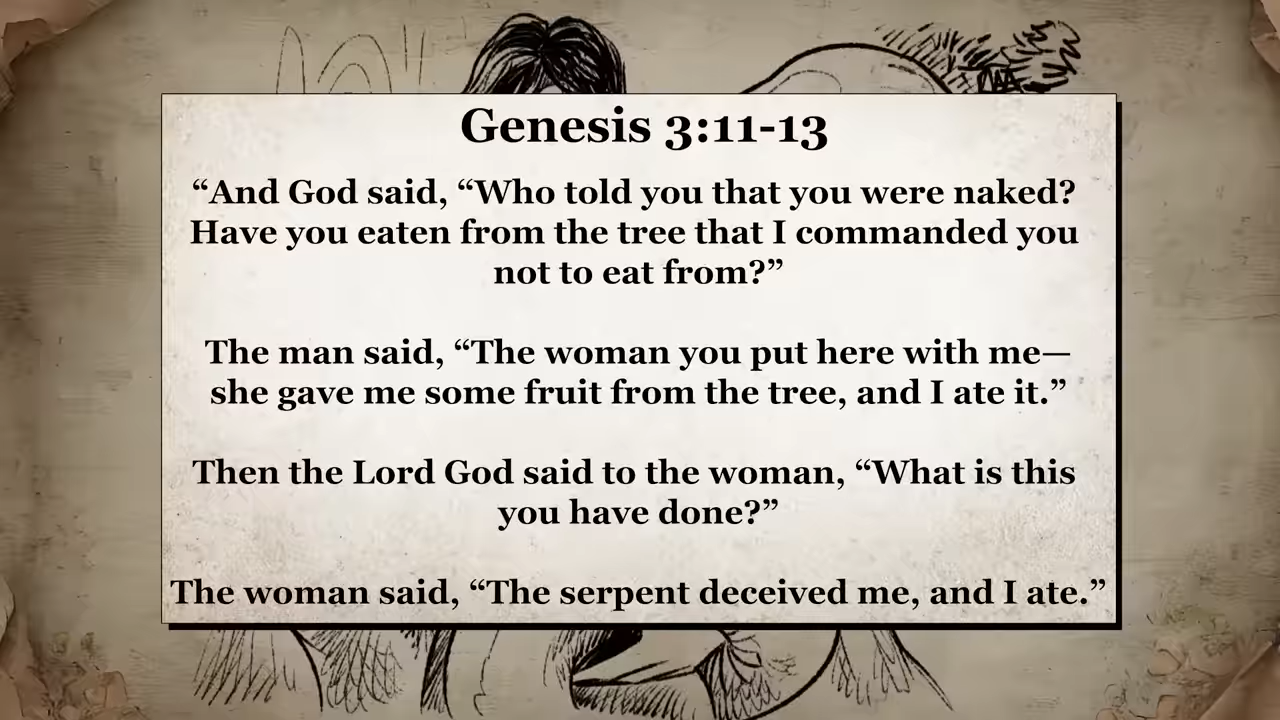 Genesis 3:11-13
“And God said, “Who told you that you were naked?
Have you eaten from the tree that I commanded you
not to eat from?”
The man said, “The woman you put here with me—
she gave me some fruit from the tree, and I ate it.”
Then the Lord God said to the woman, “What is this
you have done?”
The woman said, “The serpent deceived me, and I ate.”